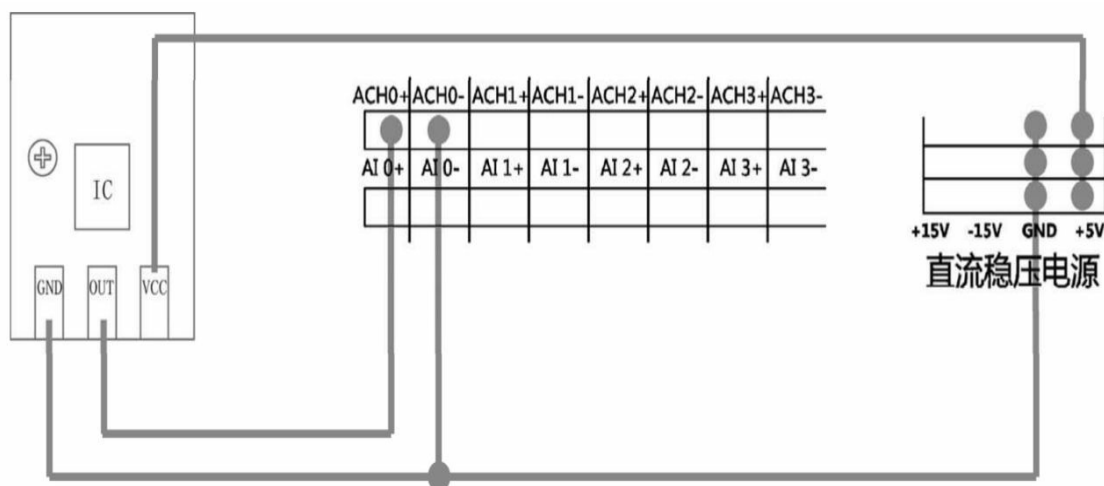 ACH0+ ACH0- ACH1+ ACH1- ACH2+ ACH2- ACH3+ ACH3-
AI 0+ AI 0- AI 1+ AI 1- AI 2+ AI 2- AI 3+ AI 3-
IC
GND OUT VCC
+15V -15V GND +5V
直流稳压电源